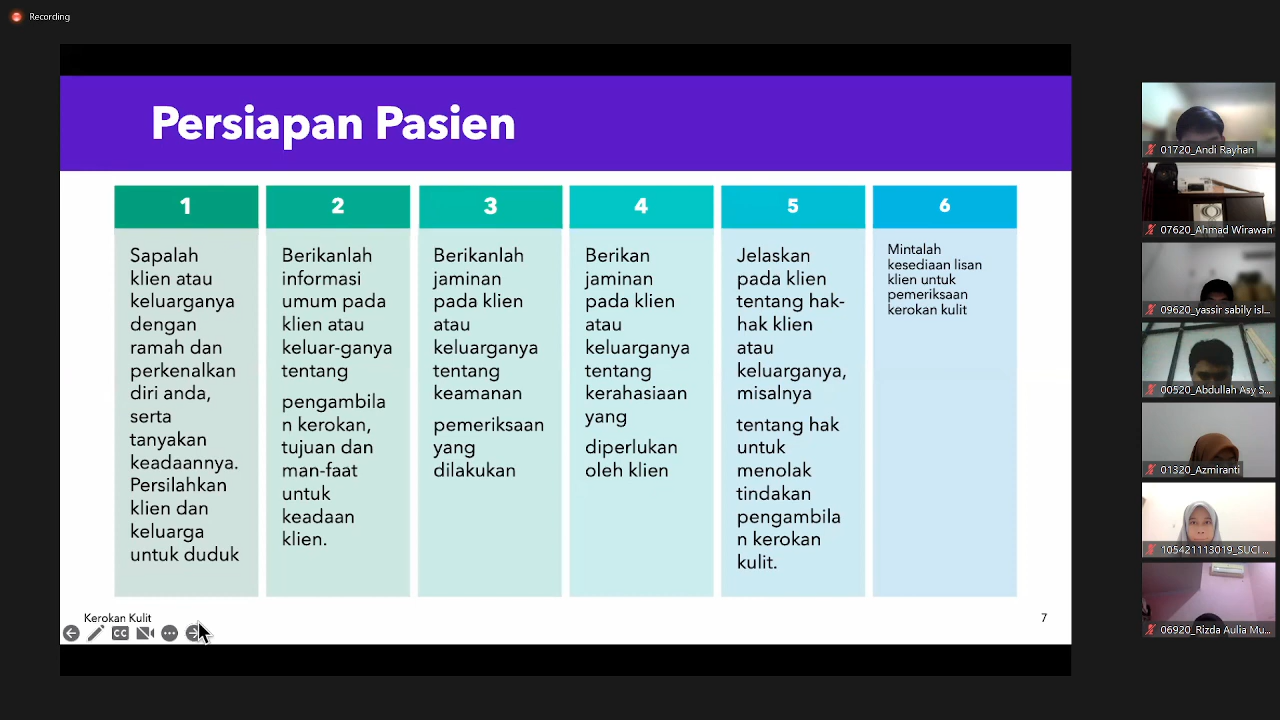 Recording
Persiapan Pasien
1
Sapalah
klien atau
keluarganya
dengan
ramah dan
perkenalkan
diri anda,
serta
tanyakan
keadaannya.
Persilahkan
klien dan
keluarga
untuk duduk
2
Berikanlah
informasi
umum pada
klien atau
keluar-ganya
tentang
pengambila
n kerokan,
tujuan dan
man-faat
untuk
keadaan
klien.
3
Berikanlah
jaminan
pada klien
atau
keluarganya
tentang
keamanan
pemeriksaan
yang
dilakukan
4
Berikan
jaminan
pada klien
atau
keluarganya
tentang
kerahasiaan
yang
diperlukan
oleh klien
5
Jelaskan
pada klien
tentang hak-
hak klien
atau
keluarganya,
misalnya
tentang hak
untuk
menolak
tindakan
pengambila
n kerokan
kulit.
6
Mintalah
kesediaan lisan
klien untuk
pemeriksaan
kerokan kulit
Kerokan Kulit
7
CC
01720_Andi Rayhan
07620_Ahmad Wirawan
09620_yassir sabily isl...
00520_Abdullah Asy S...
01320_Azmiranti
105421113019_SUCI ...
06920_Rizda Aulia Mu...